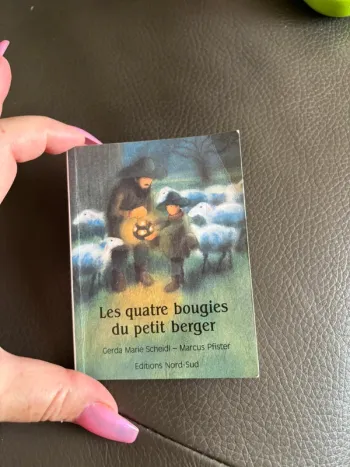 Les quatre bougies
du petit berger
Gerda Marie Scheidl – Marcus Pfister
Editions Nord-Sud